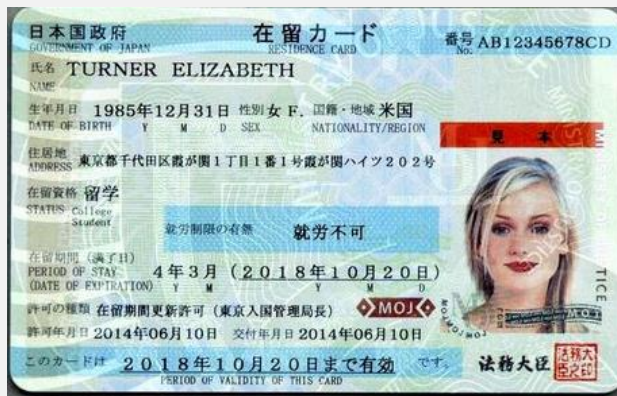 日本国政府 在留カード 番号 AB12345678CD
GOVERNMENT OF JAPAN RESIDENCE CARD No.
氏名 TURNER ELIZABETH
NAME
生年月日 1985年12月31日 性別 女 F. 国籍・地域 米国
DATE OF BIRTH Y M D SEX NATIONALITY/REGION
見本
住居地 東京都千代田区霞が関1丁目1番1号霞が関ハイツ202号
ADDRESS
在留資格 留学
STATUS College
Student
就労制限の有無 就労不可
在留期間(満了日)
PERIOD OF STAY 4年3月(2018年10月20日)
(DATE OF EXPIRATION) Y M Y M D
許可の種類 在留期間更新許可(東京入国管理局長) MOJ
許可年月日 2014年06月10日 交付年月日 2014年06月10日
このカードは 2018年10月20日まで有効 です。
PERIOD OF VALIDITY OF THIS CARD
法務大臣